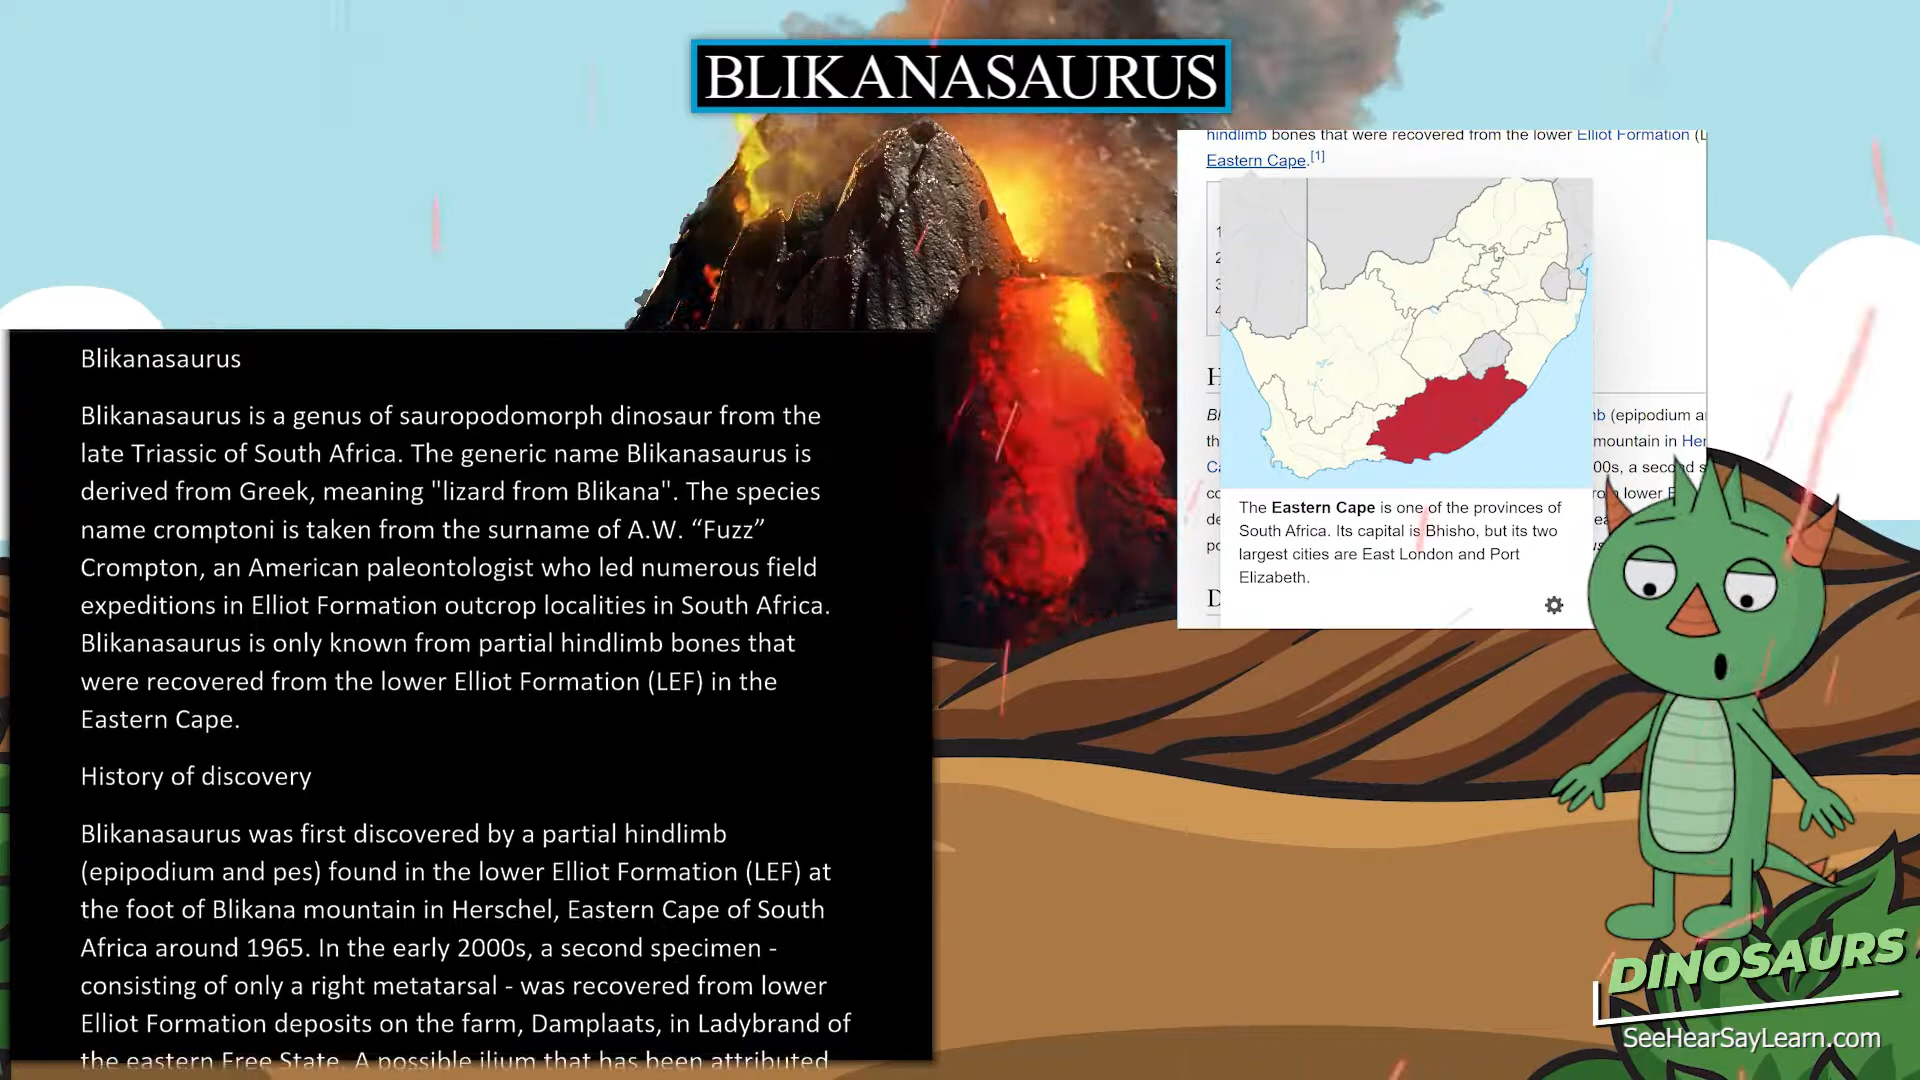 BLIKANASAURUS
Blikanasaurus
Blikanasaurus is a genus of sauropodomorph dinosaur from the
late Triassic of South Africa. The generic name Blikanasaurus is
derived from Greek, meaning "lizard from Blikana". The species
name cromptoni is taken from the surname of A.W. “Fuzz”
Crompton, an American paleontologist who led numerous field
expeditions in Elliot Formation outcrop localities in South Africa.
Blikanasaurus is only known from partial hindlimb bones that
were recovered from the lower Elliot Formation (LEF) in the
Eastern Cape.
History of discovery
Blikanasaurus was first discovered by a partial hindlimb
(epipodium and pes) found in the lower Elliot Formation (LEF) at
the foot of Blikana mountain in Herschel, Eastern Cape of South
Africa around 1965. In the early 2000s, a second specimen -
consisting of only a right metatarsal - was recovered from lower
Elliot Formation deposits on the farm, Damplaats, in Ladybrand of
the eastern Free State. A possible ilium that has been attributed
hindlimb bones that were recovered from the lower Elliot Formation (L
Eastern Cape.[1]
(epipodium
mountain in Her
00s, a second s
lower
The Eastern Cape is one of the provinces of
South Africa. Its capital is Bhisho, but its two
largest cities are East London and Port
Elizabeth.
DINOSAURS
SeeHearSayLearn.com